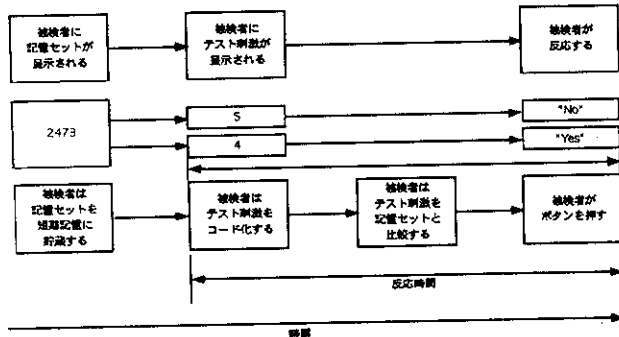 被検者に
記憶セットが
呈示される
被検者に
テスト刺激が
呈示される
被検者が
反応する
2473
5
"No"
4
"Yes"
被検者は
記憶セットを
短期記憶に
貯蔵する
被検者は
テスト刺激を
コード化する
被検者は
テスト刺激を
記憶セットと
比較する
被検者が
ボタンを押す
反応時間
時間